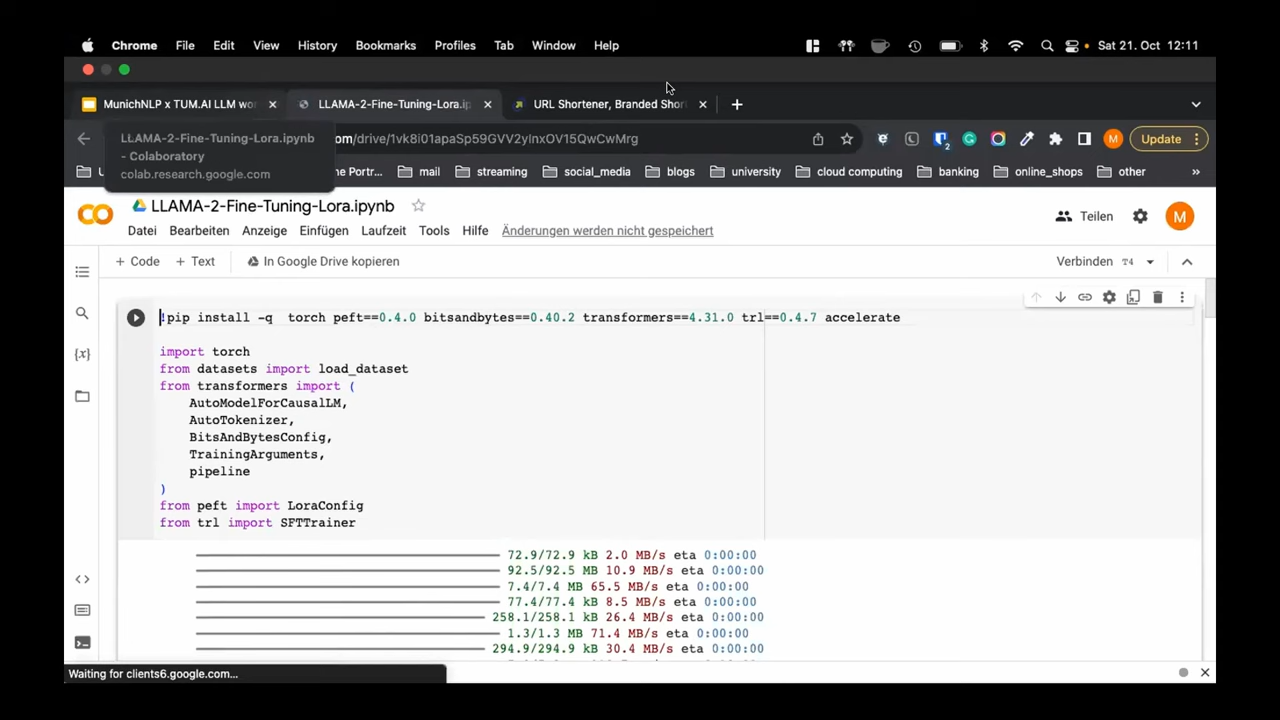 Chrome File Edit View History Bookmarks Profiles Tab Window Help Sat 21. Oct 12:11
MunichNLP x TUM.AI LLM wo
LLAMA-2-Fine-Tuning-Lora.ip
URL Shortener, Branded Shor
LLAMA-2-Fine-Tuning-Lora.ipynb
- Colaboratory
colab.research.google.com
om/drive/1vk8i01apaSp59GVV2yInxOV15QwCwMrg
2 M Update
U
he Portr... mail streaming social_media blogs university cloud computing banking online_shops other »
LLAMA-2-Fine-Tuning-Lora.ipynb
Teilen M
Datei Bearbeiten Anzeige Einfügen Laufzeit Tools Hilfe Änderungen werden nicht gespeichert
+ Code + Text In Google Drive kopieren Verbinden T4
!pip install -q torch peft==0.4.0 bitsandbytes==0.40.2 transformers==4.31.0 trl==0.4.7 accelerate
import torch
from datasets import load_dataset
from transformers import (
AutoModelForCausalLM,
AutoTokenizer,
BitsAndBytesConfig,
TrainingArguments,
pipeline
)
from peft import LoraConfig
from trl import SFTTrainer
72.9/72.9 kB 2.0 MB/s eta 0:00:00
92.5/92.5 kB 10.9 MB/s eta 0:00:00
7.4/7.4 MB 65.5 MB/s eta 0:00:00
77.4/77.4 kB 8.5 MB/s eta 0:00:00
258.1/258.1 kB 26.4 MB/s eta 0:00:00
1.3/1.3 MB 71.4 MB/s eta 0:00:00
294.9/294.9 kB 30.4 MB/s eta 0:00:00
Waiting for clients6.google.com...